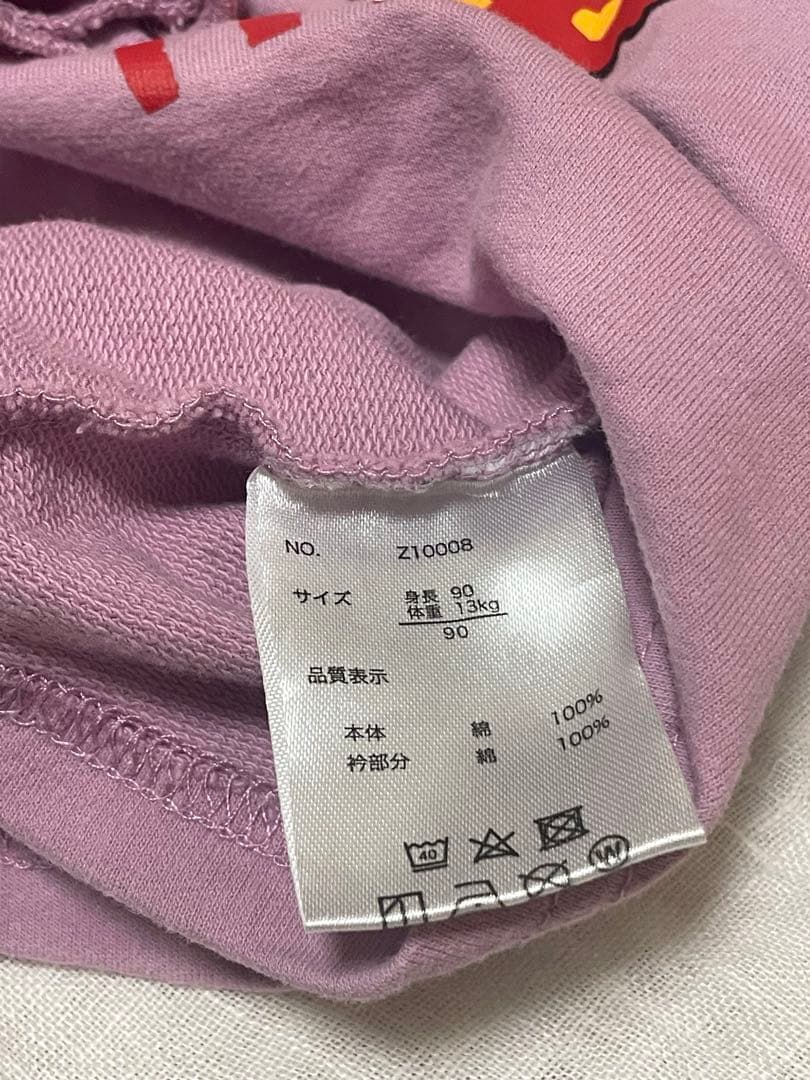 NO. Z10008
サイズ 身長 90
体重 13kg
90
品質表示
本体 綿 100%
衿部分 綿 100%
40
W